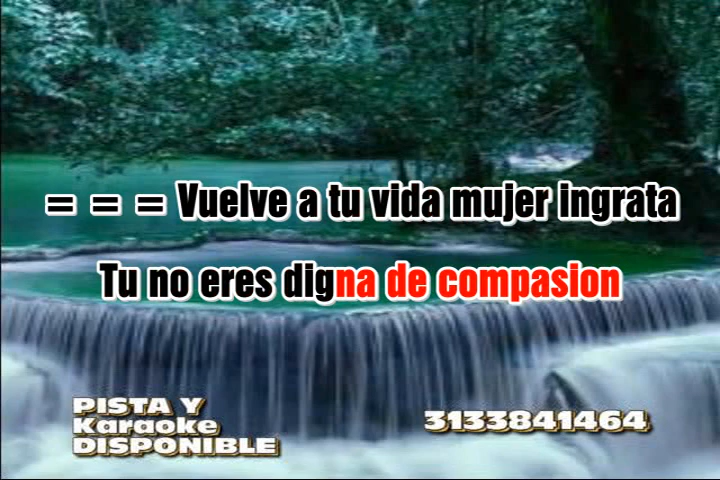 = = = Vuelve a tu vida mujer ingrata
Tu no eres digna de compasion
PISTA Y
Karaoke
DISPONIBLE
3133841464